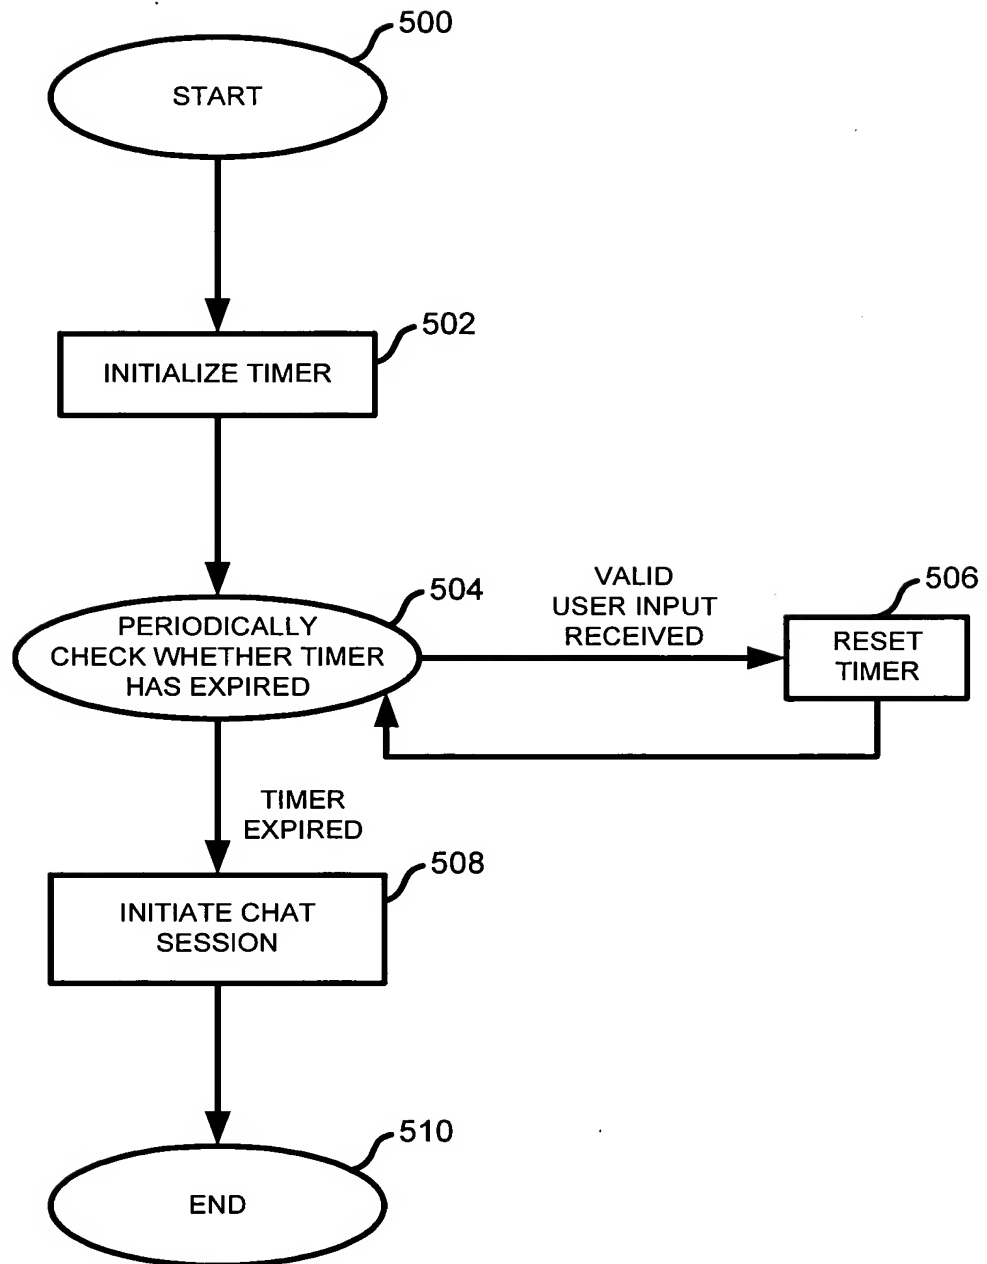 500
START
502
INITIALIZE TIMER
504
PERIODICALLY
CHECK WHETHER TIMER
HAS EXPIRED
VALID
USER INPUT
RECEIVED
506
RESET
TIMER
TIMER
EXPIRED
508
INITIATE CHAT
SESSION
510
END